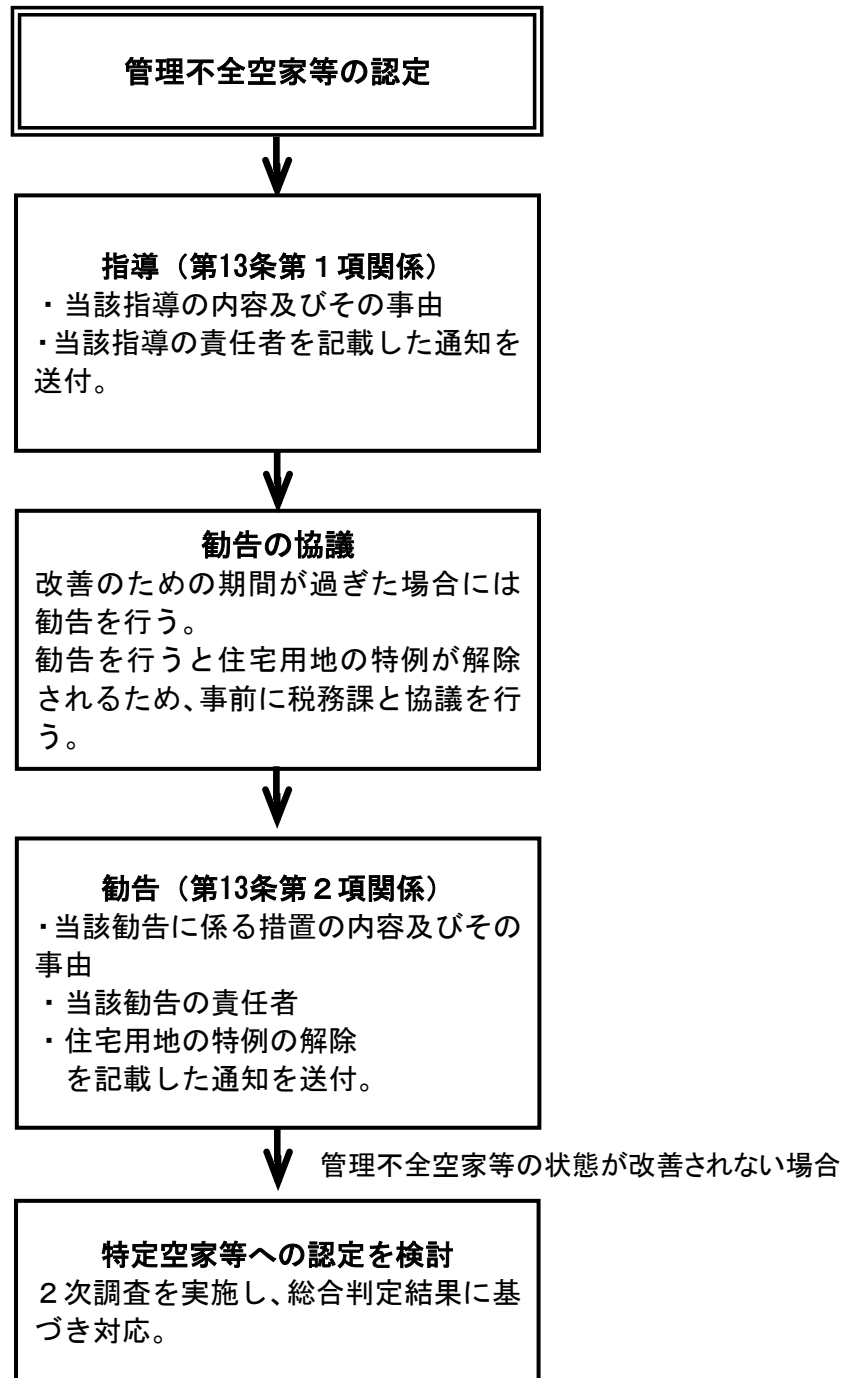 管理不全空家等の認定
指導（第13条第１項関係）
・当該指導の内容及びその事由
・当該指導の責任者を記載した通知を
送付。
勧告の協議
改善のための期間が過ぎた場合には
勧告を行う。
勧告を行うと住宅用地の特例が解除
されるため、事前に税務課と協議を行
う。
勧告（第13条第２項関係）
・当該勧告に係る措置の内容及びその
事由
・当該勧告の責任者
・住宅用地の特例の解除
を記載した通知を送付。
管理不全空家等の状態が改善されない場合
特定空家等への認定を検討
２次調査を実施し、総合判定結果に基
づき対応。